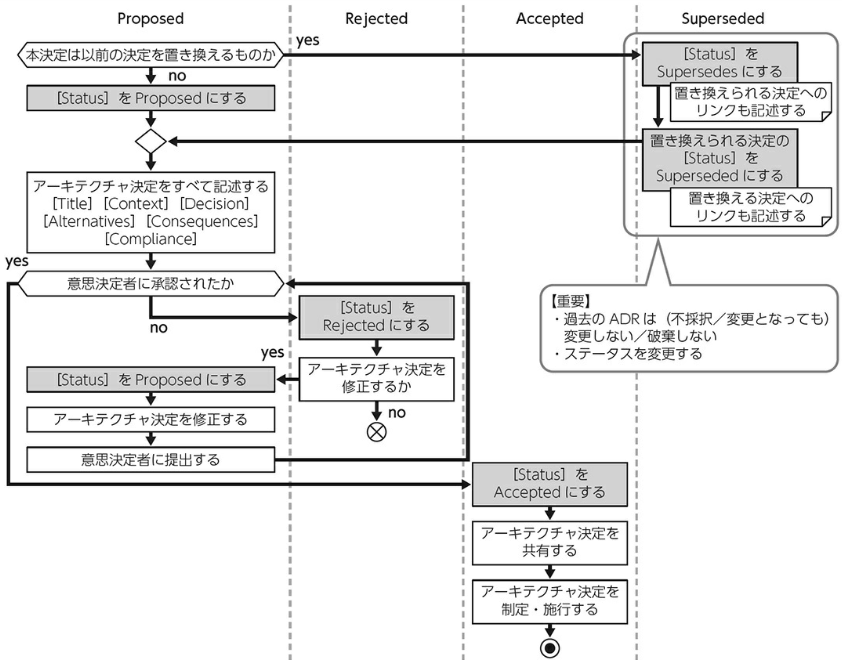 Proposed
Rejected
Accepted
Superseded
本決定は以前の決定を置き換えるものか
yes
no
[Status] を Proposed にする
[Status] を
Supersedes にする
置き換えられる決定への
リンクも記述する
置き換えられる決定の
[Status] を
Superseded にする
置き換える決定への
リンクも記述する
アーキテクチャ決定をすべて記述する
[Title] [Context] [Decision]
[Alternatives] [Consequences]
[Compliance]
yes
意思決定者に承認されたか
no
[Status] を
Rejected にする
【重要】
・過去の ADR は（不採択／変更となっても）
変更しない／破棄しない
・ステータスを変更する
yes
アーキテクチャ決定を
修正するか
no
[Status] を Proposed にする
アーキテクチャ決定を修正する
意思決定者に提出する
[Status] を
Accepted にする
アーキテクチャ決定を
共有する
アーキテクチャ決定を
制定・施行する